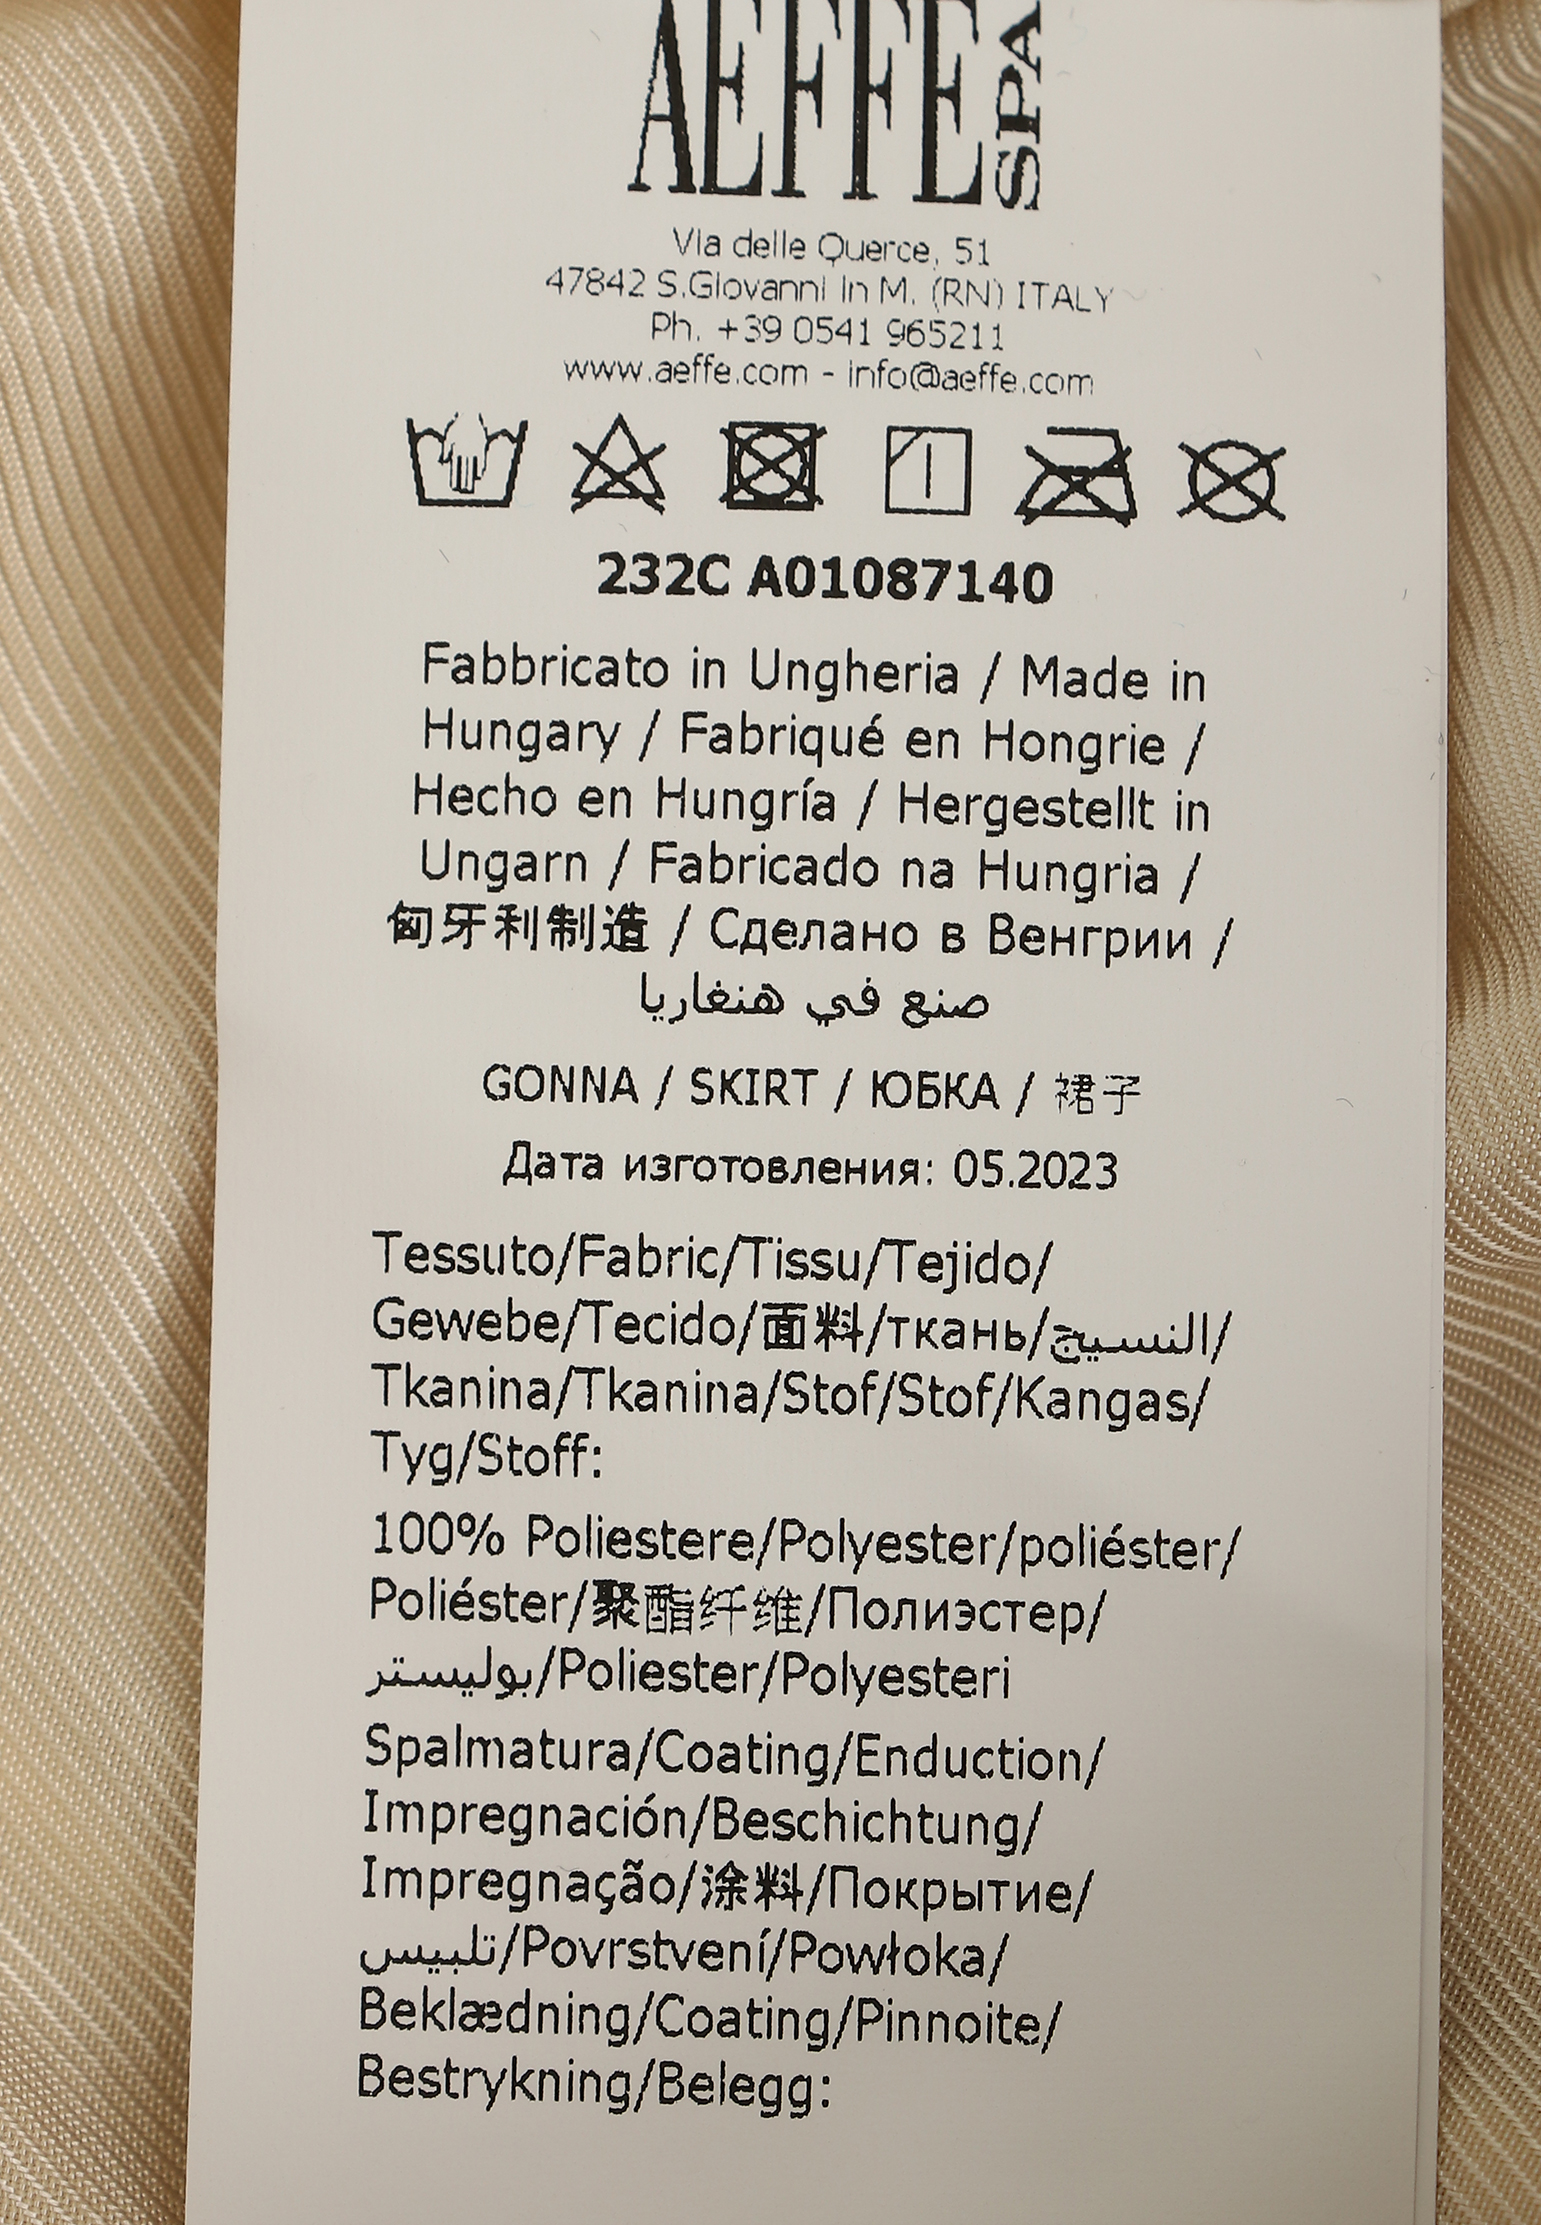 AEFFE SPA
Via delle Querce, 51
47842 S.Giovanni in M. (RN) ITALY
Ph. +39 0541 965211
www.aeffe.com - info@aeffe.com
232C A01087140
Fabbricato in Ungheria / Made in
Hungary / Fabriqué en Hongrie /
Hecho en Hungría / Hergestellt in
Ungarn / Fabricado na Hungria /
匈牙利制造 / Сделано в Венгрии /
صنع في هنغاريا
GONNA / SKIRT / ЮБКА / 裙子
Дата изготовления: 05.2023
Tessuto/Fabric/Tissu/Tejido/
Gewebe/Tecido/面料/ткань/النسيج/
Tkanina/Tkanina/Stof/Stof/Kangas/
Tyg/Stoff:
100% Poliestere/Polyester/poliéster/
Poliéster/聚酯纤维/Полиэстер/
بوليستر/Poliester/Polyesteri
Spalmatura/Coating/Enduction/
Impregnación/Beschichtung/
Impregnação/涂料/Покрытие/
تلبيس/Povrstvení/Powłoka/
Beklædning/Coating/Pinnoite/
Bestrykning/Belegg: